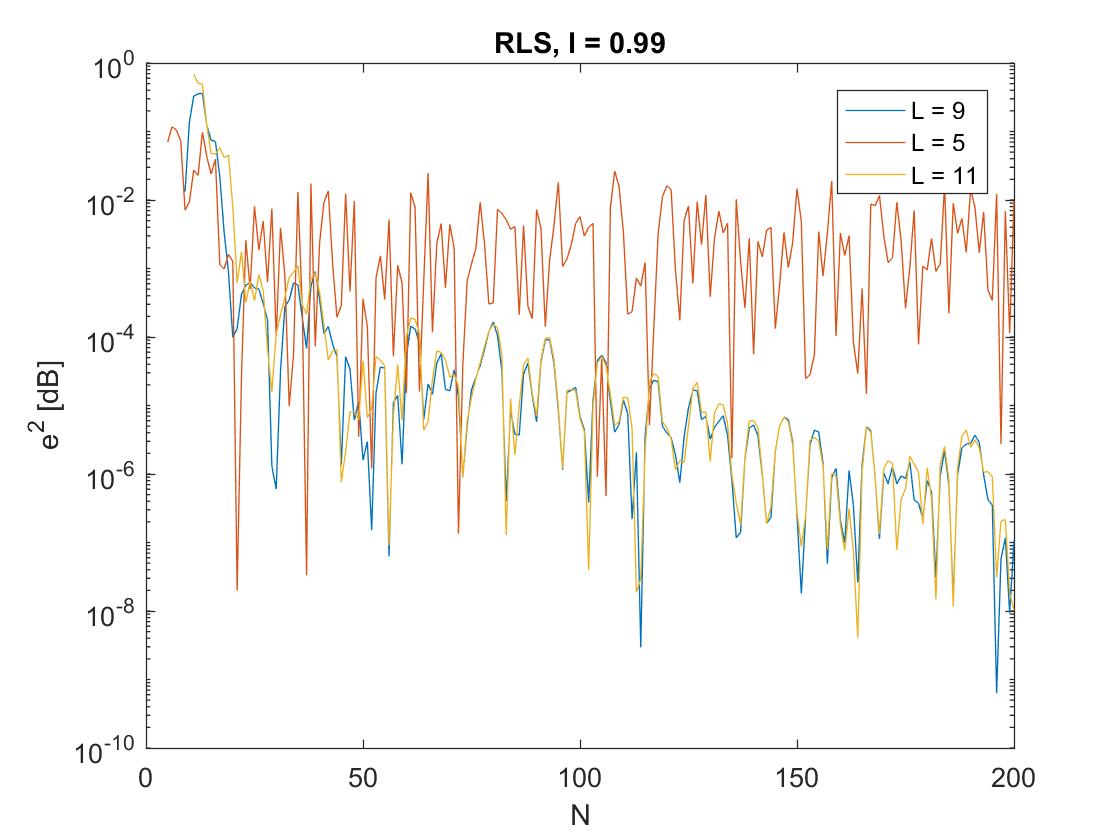 RLS, l = 0.99
10^0
10^-2
10^-4
10^-6
10^-8
10^-10
e^2 [dB]
L = 9
L = 5
L = 11
0 50 100 150 200
N